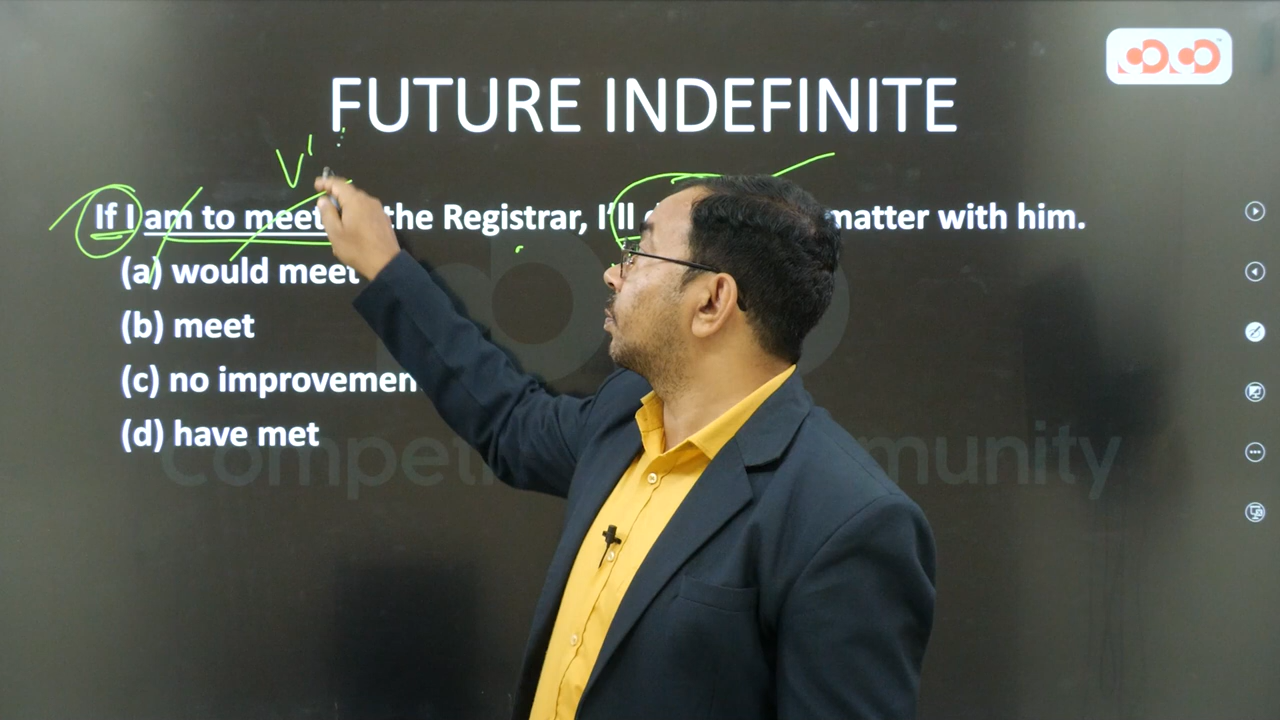 FUTURE INDEFINITE
V'
If I am to meet the Registrar, I'll matter with him.
(a) would meet
(b) meet
(c) no improvemen
(d) have met